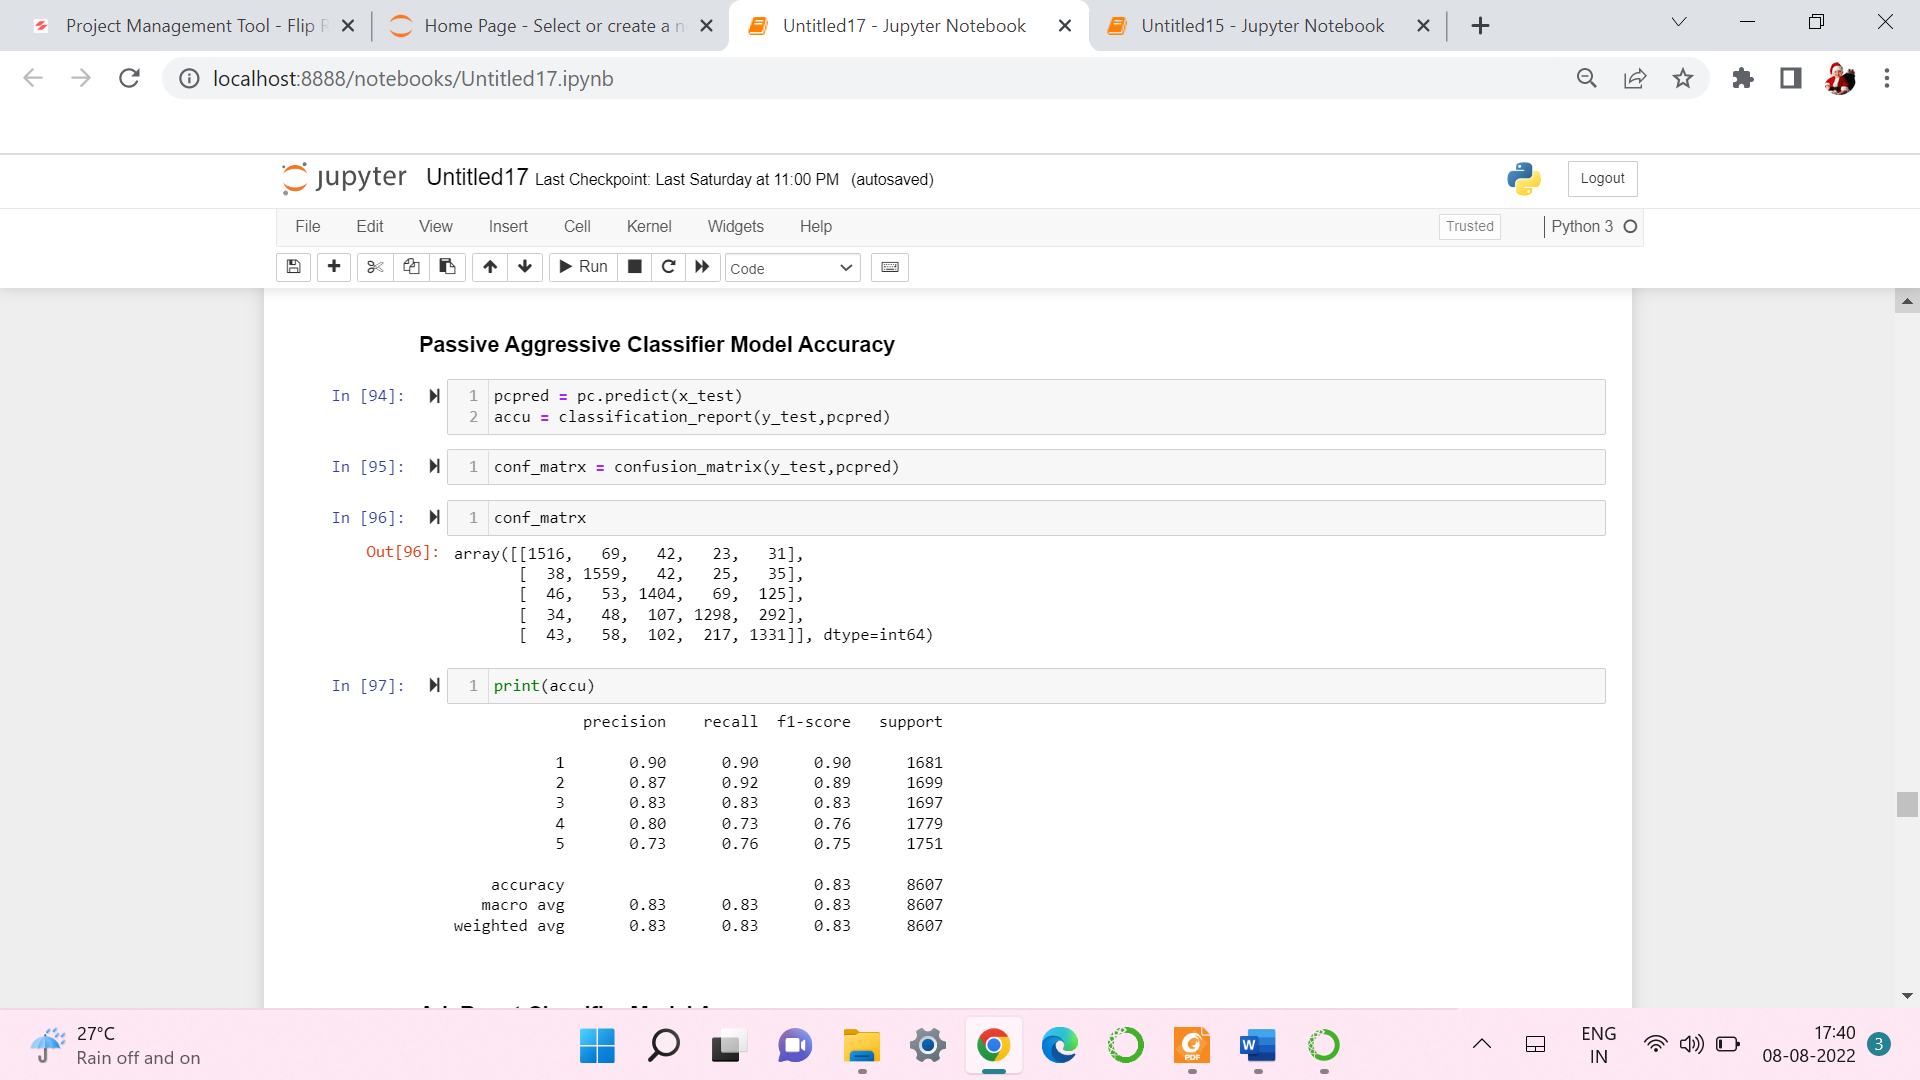 Project Management Tool - Flip R
Home Page - Select or create a n
Untitled17 - Jupyter Notebook
Untitled15 - Jupyter Notebook
localhost:8888/notebooks/Untitled17.ipynb
jupyter Untitled17 Last Checkpoint: Last Saturday at 11:00 PM (autosaved)
Logout
File Edit View Insert Cell Kernel Widgets Help
Trusted
Python 3
Run
Code
Passive Aggressive Classifier Model Accuracy
In [94]:
1 pcpred = pc.predict(x_test)
2 accu = classification_report(y_test,pcpred)
In [95]:
1 conf_matrx = confusion_matrix(y_test,pcpred)
In [96]:
1 conf_matrx
Out[96]: array([[1516, 69, 42, 23, 31],
[ 38, 1559, 42, 25, 35],
[ 46, 53, 1404, 69, 125],
[ 34, 48, 107, 1298, 292],
[ 43, 58, 102, 217, 1331]], dtype=int64)
In [97]:
1 print(accu)
precision recall f1-score support
1 0.90 0.90 0.90 1681
2 0.87 0.92 0.89 1699
3 0.83 0.83 0.83 1697
4 0.80 0.73 0.76 1779
5 0.73 0.76 0.75 1751
accuracy 0.83 8607
macro avg 0.83 0.83 0.83 8607
weighted avg 0.83 0.83 0.83 8607
27°C
Rain off and on
PDF
W
ENG
IN
17:40
08-08-2022
3